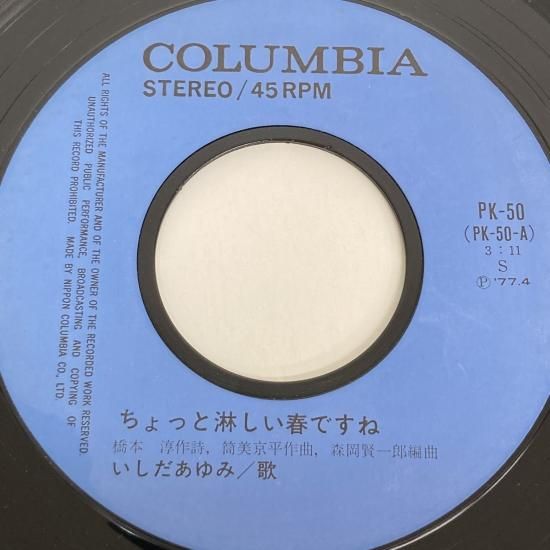 COLUMBIA
STEREO/45RPM
ALL RIGHTS OF THE MANUFACTURER AND OF THE OWNER OF THE RECORDED WORK RESERVED.
UNAUTHORIZED PUBLIC PERFORMANCE, BROADCASTING AND COPYING OF
THIS RECORD PROHIBITED. MADE BY NIPPON COLUMBIA CO., LTD.
PK-50
(PK-50-A)
3:11
S
Ⓟ'77.4
ちょっと淋しい春ですね
橋本 淳作詩, 筒美京平作曲, 森岡賢一郎編曲
いしだあゆみ/歌